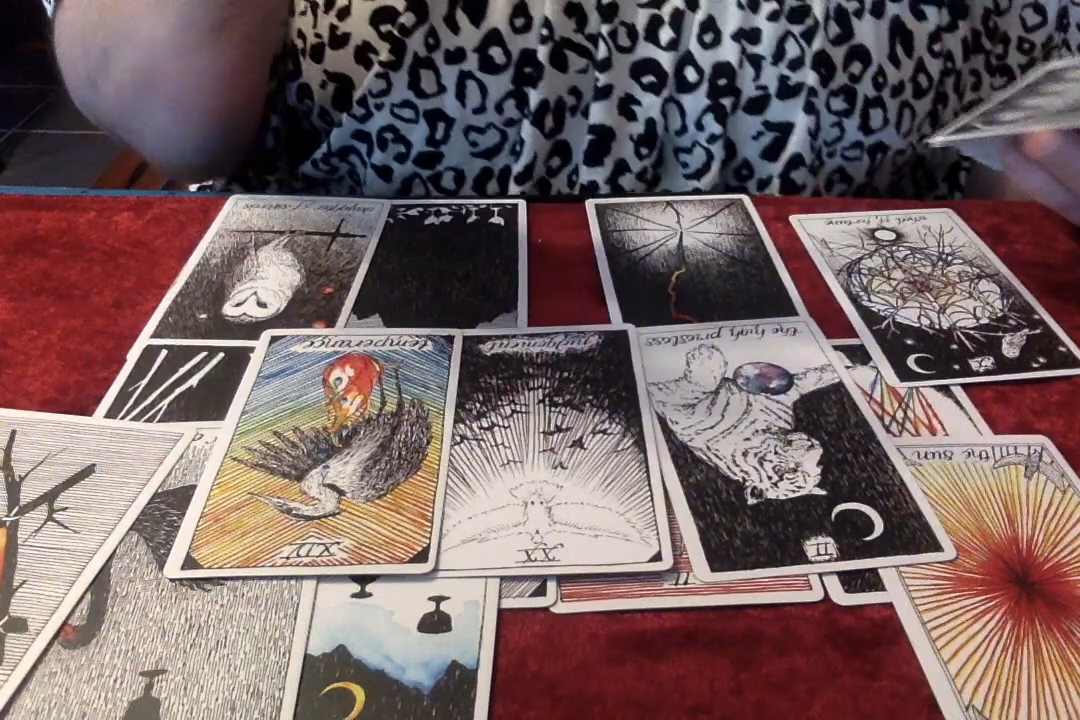 wheel of fortune
temperance
judgement
the high priestess
the sun
XIV
XX
II